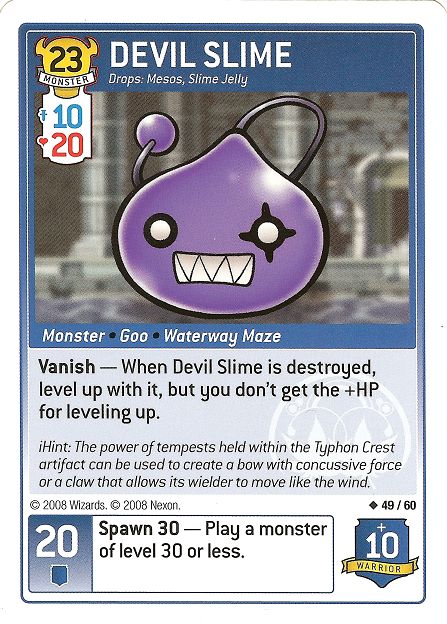 23
MONSTER
DEVIL SLIME
Drops: Mesos, Slime Jelly
10
20
Monster • Goo • Waterway Maze
Vanish — When Devil Slime is destroyed,
level up with it, but you don't get the +HP
for leveling up.
iHint: The power of tempests held within the Typhon Crest
artifact can be used to create a bow with concussive force
or a claw that allows its wielder to move like the wind.
© 2008 Wizards. © 2008 Nexon.
◆ 49 / 60
20
Spawn 30 — Play a monster
of level 30 or less.
+
10
WARRIOR